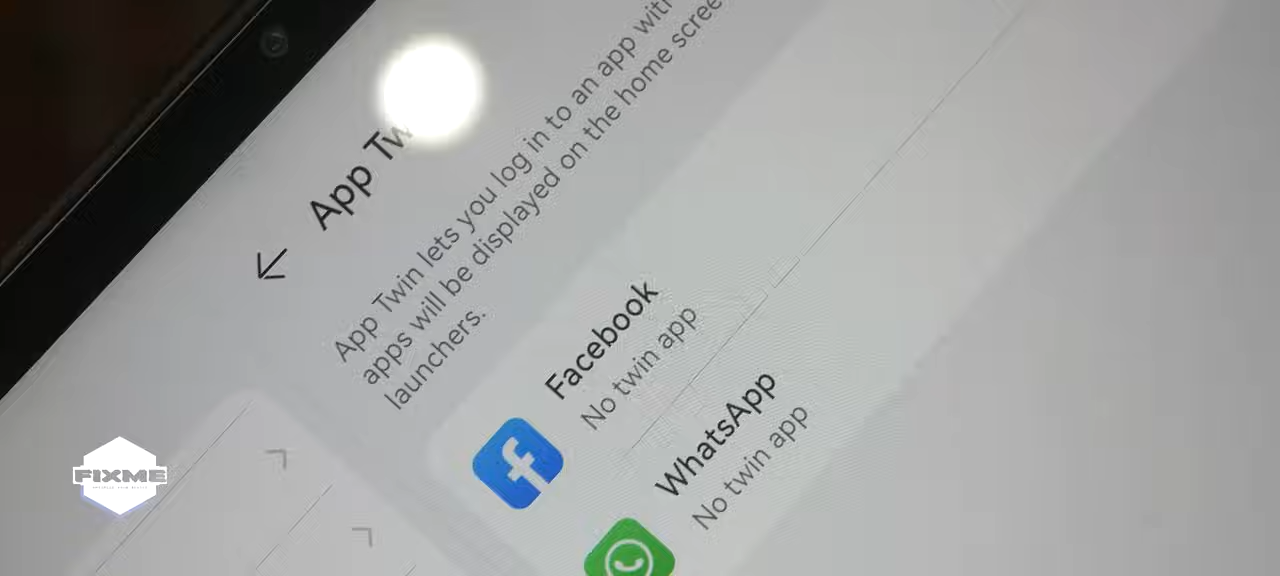 App Tw
App Twin lets you log in to an app with
apps will be displayed on the home scree
launchers.
Facebook
No twin app
WhatsApp
No twin app
FIXME